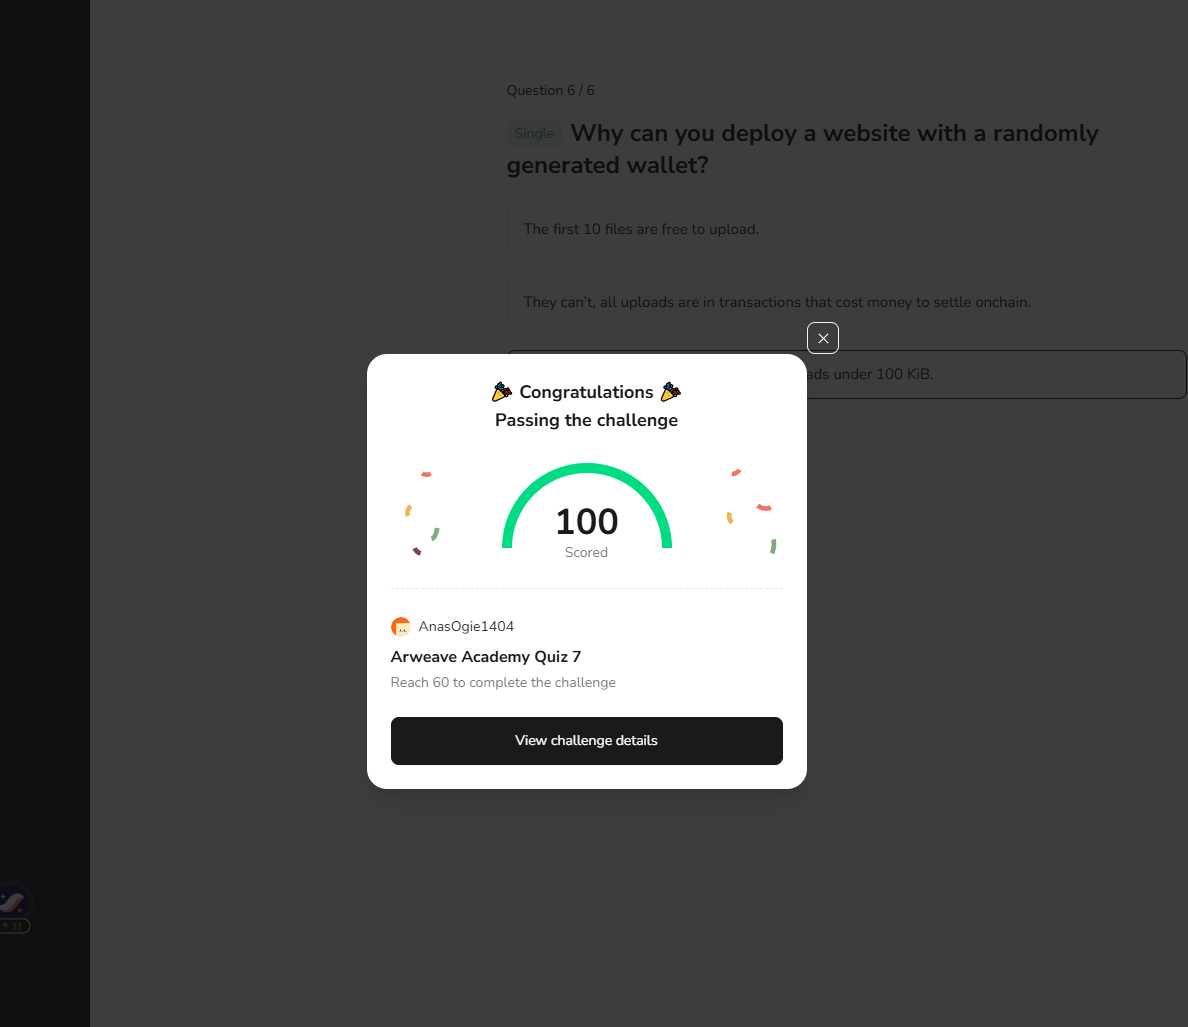 Question 6 / 6
Single Why can you deploy a website with a randomly
generated wallet?
The first 10 files are free to upload.
They can't, all uploads are in transactions that cost money to settle onchain.
ads under 100 KiB.
Congratulations
Passing the challenge
100
Scored
AnasOgie1404
Arweave Academy Quiz 7
Reach 60 to complete the challenge
View challenge details
32